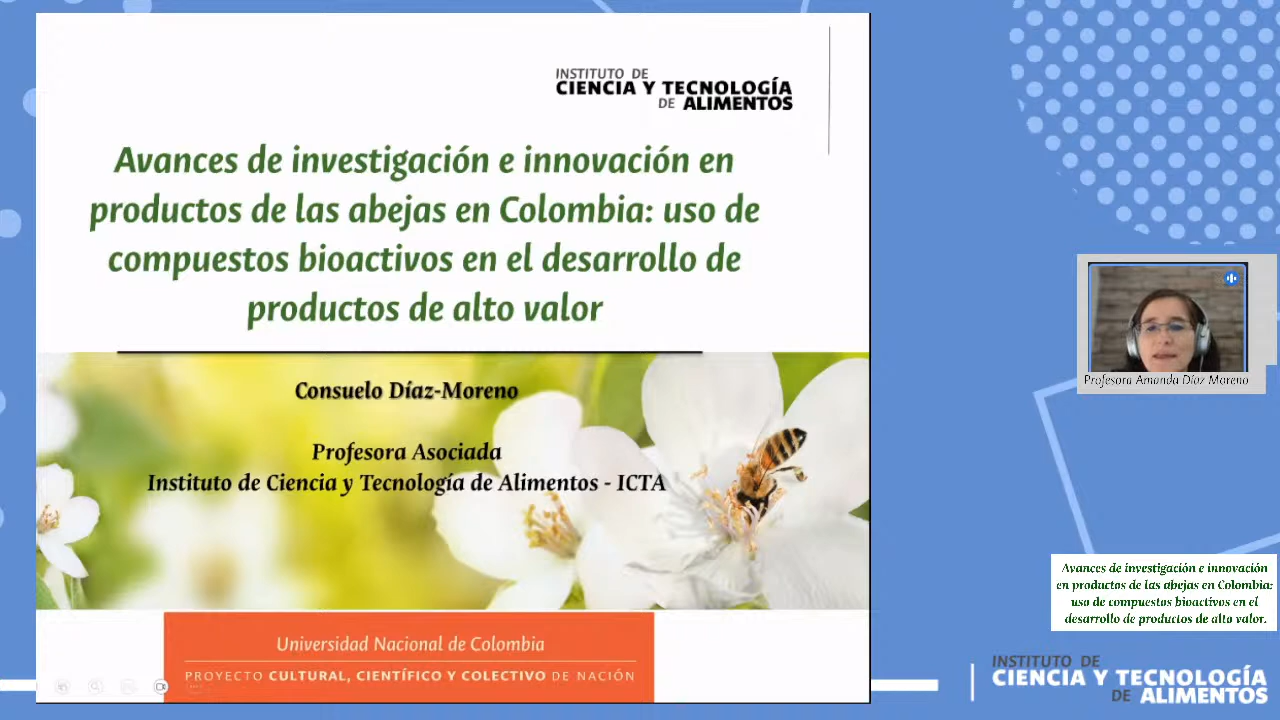 INSTITUTO DE
CIENCIA Y TECNOLOGÍA
DE ALIMENTOS
Avances de investigación e innovación en
productos de las abejas en Colombia: uso de
compuestos bioactivos en el desarrollo de
productos de alto valor
Consuelo Díaz-Moreno
Profesora Asociada
Instituto de Ciencia y Tecnología de Alimentos - ICTA
Universidad Nacional de Colombia
PROYECTO CULTURAL, CIENTÍFICO Y COLECTIVO DE NACIÓN
Profesora Amanda Díaz Moreno
Avances de investigación e innovación
en productos de las abejas en Colombia:
uso de compuestos bioactivos en el
desarrollo de productos de alto valor.
INSTITUTO DE
CIENCIA Y TECNOLOGÍA
DE ALIMENTOS